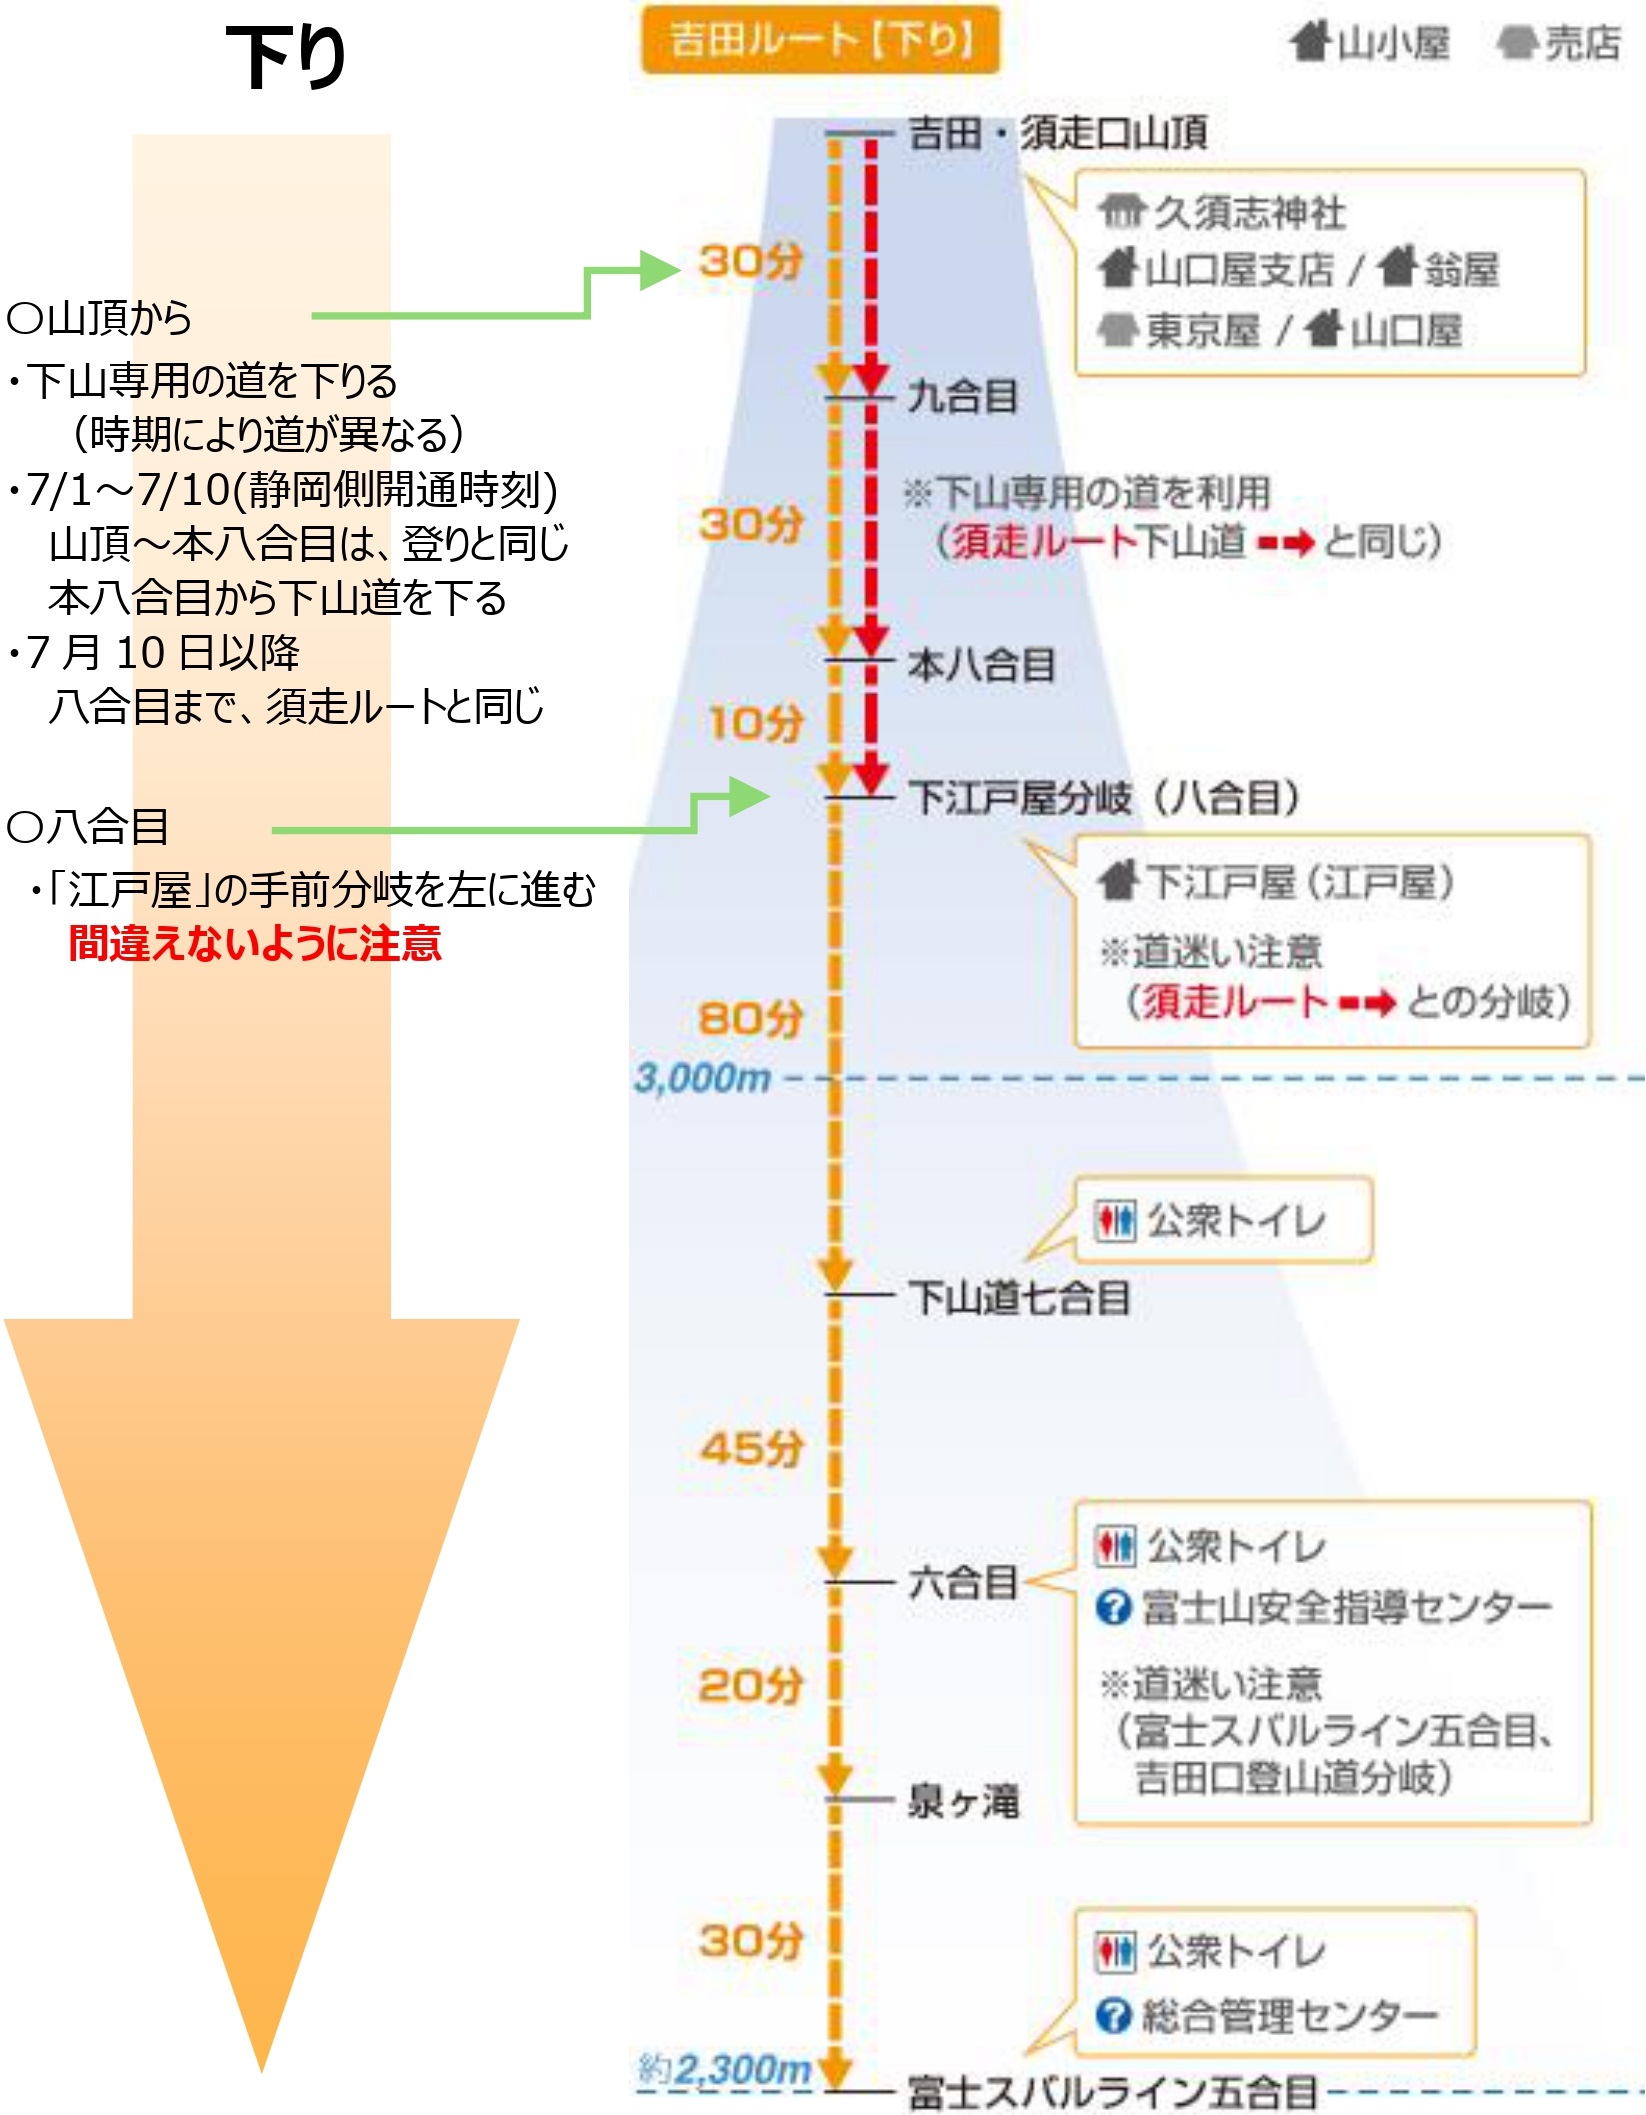 下り
吉田ルート【下り】
山小屋 売店
吉田・須走口山頂
久須志神社
山口屋支店 / 翁屋
東京屋 / 山口屋
30分
○山頂から
・下山専用の道を下りる
（時期により道が異なる）
・7/1～7/10(静岡側開通時刻)
山頂～本八合目は、登りと同じ
本八合目から下山道を下る
・7月10日以降
八合目まで、須走ルートと同じ
九合目
30分
※下山専用の道を利用
（須走ルート下山道 と同じ）
本八合目
10分
下江戸屋分岐（八合目）
○八合目
・「江戸屋」の手前分岐を左に進む
間違えないように注意
下江戸屋（江戸屋）
※道迷い注意
（須走ルート との分岐）
80分
3,000m
公衆トイレ
下山道七合目
45分
六合目
公衆トイレ
? 富士山安全指導センター
※道迷い注意
（富士スバルライン五合目、
吉田口登山道分岐）
20分
泉ヶ滝
30分
公衆トイレ
? 総合管理センター
約2,300m
富士スバルライン五合目